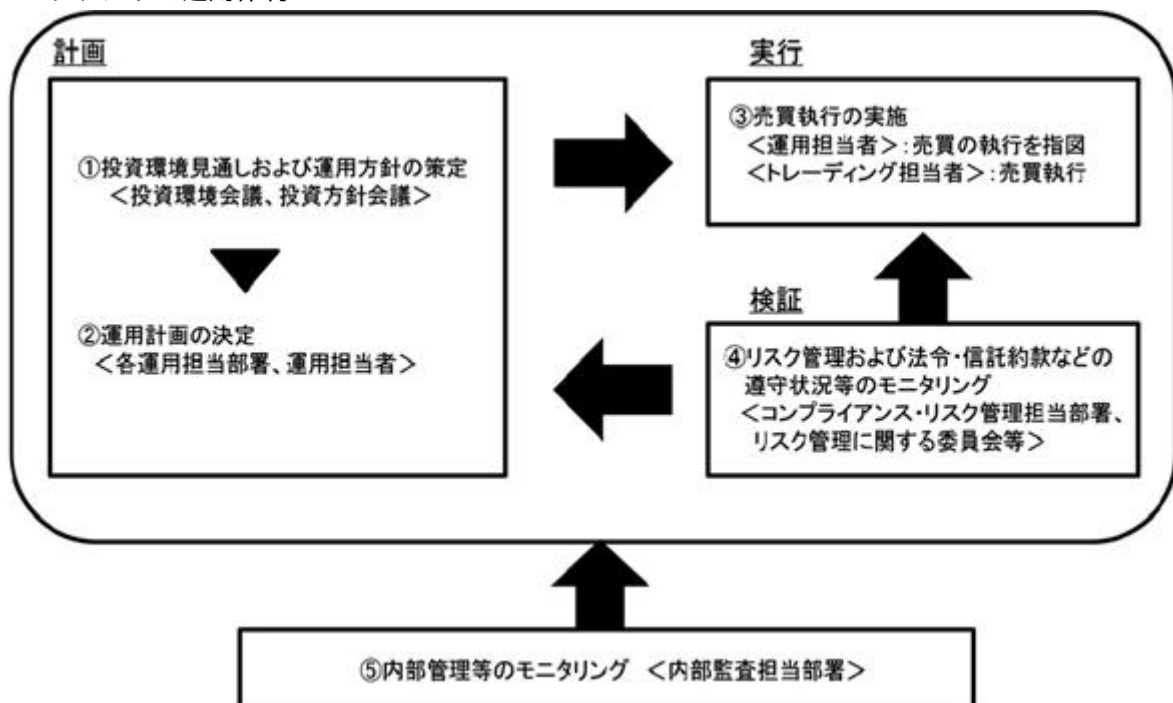 計画
①投資環境見通しおよび運用方針の策定
＜投資環境会議、投資方針会議＞
②運用計画の決定
＜各運用担当部署、運用担当者＞
実行
③売買執行の実施
＜運用担当者＞：売買の執行を指図
＜トレーディング担当者＞：売買執行
検証
④リスク管理および法令・信託約款などの
遵守状況等のモニタリング
＜コンプライアンス・リスク管理担当部署、
リスク管理に関する委員会等＞
⑤内部管理等のモニタリング ＜内部監査担当部署＞